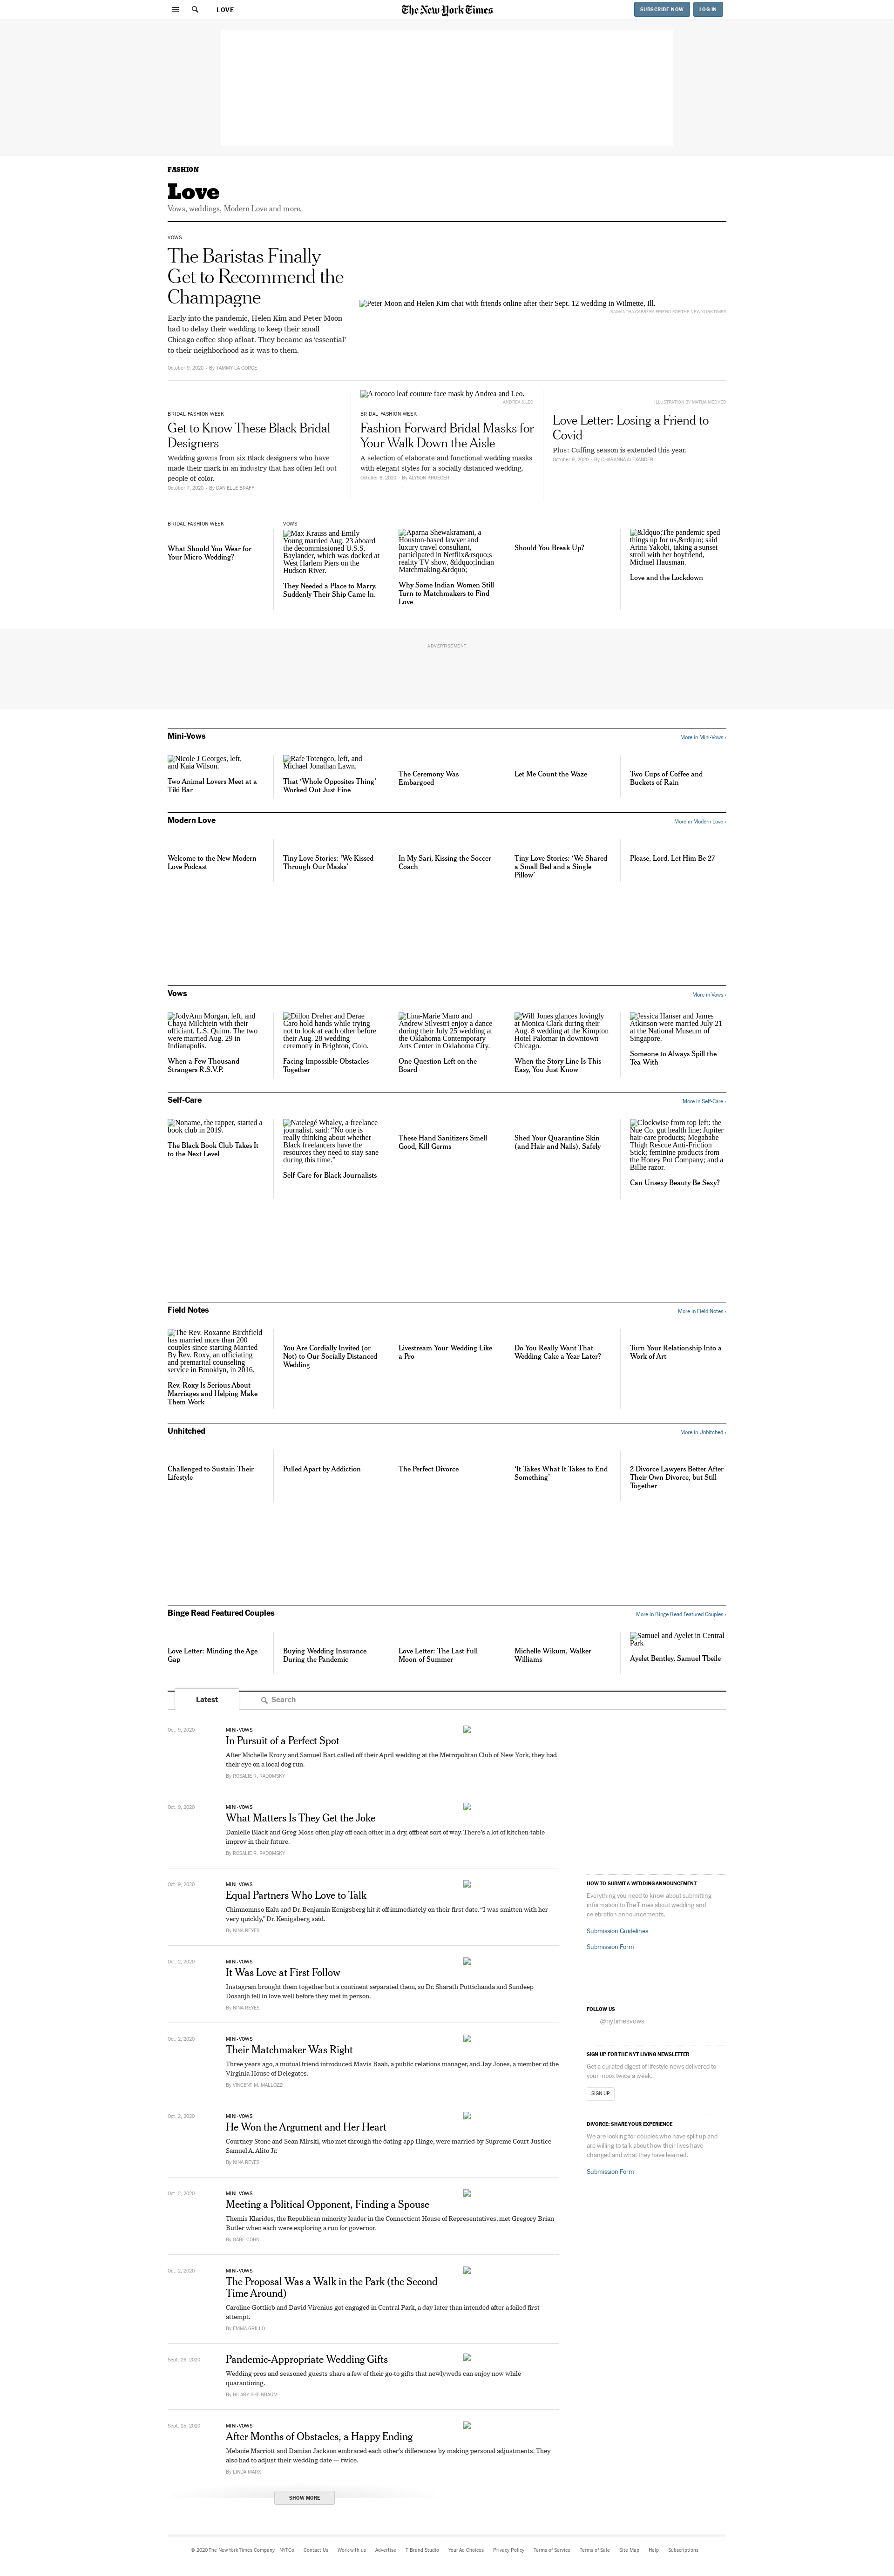 LOVE
The New York Times
SUBSCRIBE NOW
LOG IN
FASHION
Love
Vows, weddings, Modern Love and more.
VOWS
The Baristas Finally
Get to Recommend the
Champagne
Early into the pandemic, Helen Kim and Peter Moon
had to delay their wedding to keep their small
Chicago coffee shop afloat. They became as ‘essential’
to their neighborhood as it was to them.
October 9, 2020 – By TAMMY LA GORCE
Peter Moon and Helen Kim chat with friends online after their Sept. 12 wedding in Wilmette, Ill.
SAMANTHA CABRERA FRIEND FOR THE NEW YORK TIMES
BRIDAL FASHION WEEK
Get to Know These Black Bridal
Designers
Wedding gowns from six Black designers who have
made their mark in an industry that has often left out
people of color.
October 7, 2020 – By DANIELLE BRAFF
A rococo leaf couture face mask by Andrea and Leo.
ANDREA & LEO
BRIDAL FASHION WEEK
Fashion Forward Bridal Masks for
Your Walk Down the Aisle
A selection of elaborate and functional wedding masks
with elegant styles for a socially distanced wedding.
October 8, 2020 – By ALYSON KRUEGER
ILLUSTRATION BY MATIJA MEDVED
Love Letter: Losing a Friend to
Covid
Plus: Cuffing season is extended this year.
October 9, 2020 – By CHARANNA ALEXANDER
BRIDAL FASHION WEEK
What Should You Wear for
Your Micro Wedding?
VOWS
Max Krauss and Emily
Young married Aug. 23 aboard
the decommissioned U.S.S.
Baylander, which was docked at
West Harlem Piers on the
Hudson River.
They Needed a Place to Marry.
Suddenly Their Ship Came In.
Aparna Shewakramani, a
Houston-based lawyer and
luxury travel consultant,
participated in Netflix&rsquo;s
reality TV show, &ldquo;Indian
Matchmaking.&rdquo;
Why Some Indian Women Still
Turn to Matchmakers to Find
Love
Should You Break Up?
&ldquo;The pandemic sped
things up for us,&rdquo; said
Arina Yakobi, taking a sunset
stroll with her boyfriend,
Michael Hausman.
Love and the Lockdown
ADVERTISEMENT
Mini-Vows
More in Mini-Vows ›
Nicole J Georges, left,
and Kaia Wilson.
Two Animal Lovers Meet at a
Tiki Bar
Rafe Totengco, left, and
Michael Jonathan Lawn.
That ‘Whole Opposites Thing’
Worked Out Just Fine
The Ceremony Was
Embargoed
Let Me Count the Waze
Two Cups of Coffee and
Buckets of Rain
Modern Love
More in Modern Love ›
Welcome to the New Modern
Love Podcast
Tiny Love Stories: ‘We Kissed
Through Our Masks’
In My Sari, Kissing the Soccer
Coach
Tiny Love Stories: ‘We Shared
a Small Bed and a Single
Pillow’
Please, Lord, Let Him Be 27
Vows
More in Vows ›
JodyAnn Morgan, left, and
Chaya Milchtein with their
officiant, L.S. Quinn. The two
were married Aug. 29 in
Indianapolis.
When a Few Thousand
Strangers R.S.V.P.
Dillon Dreher and Derae
Caro hold hands while trying
not to look at each other before
their Aug. 28 wedding
ceremony in Brighton, Colo.
Facing Impossible Obstacles
Together
Lina-Marie Mano and
Andrew Silvestri enjoy a dance
during their July 25 wedding at
the Oklahoma Contemporary
Arts Center in Oklahoma City.
One Question Left on the
Board
Will Jones glances lovingly
at Monica Clark during their
Aug. 8 wedding at the Kimpton
Hotel Palomar in downtown
Chicago.
When the Story Line Is This
Easy, You Just Know
Jessica Hanser and James
Atkinson were married July 21
at the National Museum of
Singapore.
Someone to Always Spill the
Tea With
Self-Care
More in Self-Care ›
Noname, the rapper, started a
book club in 2019.
The Black Book Club Takes It
to the Next Level
Natelegé Whaley, a freelance
journalist, said: “No one is
really thinking about whether
Black freelancers have the
resources they need to stay sane
during this time.”
Self-Care for Black Journalists
These Hand Sanitizers Smell
Good, Kill Germs
Shed Your Quarantine Skin
(and Hair and Nails), Safely
Clockwise from top left: the
Nue Co. gut health line; Jupiter
hair-care products; Megababe
Thigh Rescue Anti-Friction
Stick; feminine products from
the Honey Pot Company; and a
Billie razor.
Can Unsexy Beauty Be Sexy?
Field Notes
More in Field Notes ›
The Rev. Roxanne Birchfield
has married more than 200
couples since starting Married
By Rev. Roxy, an officiating
and premarital counseling
service in Brooklyn, in 2016.
Rev. Roxy Is Serious About
Marriages and Helping Make
Them Work
You Are Cordially Invited (or
Not) to Our Socially Distanced
Wedding
Livestream Your Wedding Like
a Pro
Do You Really Want That
Wedding Cake a Year Later?
Turn Your Relationship Into a
Work of Art
Unhitched
More in Unhitched ›
Challenged to Sustain Their
Lifestyle
Pulled Apart by Addiction
The Perfect Divorce
‘It Takes What It Takes to End
Something’
2 Divorce Lawyers Better After
Their Own Divorce, but Still
Together
Binge Read Featured Couples
More in Binge Read Featured Couples ›
Love Letter: Minding the Age
Gap
Buying Wedding Insurance
During the Pandemic
Love Letter: The Last Full
Moon of Summer
Michelle Wikum, Walker
Williams
Samuel and Ayelet in Central
Park
Ayelet Bentley, Samuel Tbeile
Latest
Search
Oct. 9, 2020
MINI-VOWS
In Pursuit of a Perfect Spot
After Michelle Krozy and Samuel Bart called off their April wedding at the Metropolitan Club of New York, they had
their eye on a local dog run.
By ROSALIE R. RADOMSKY
Oct. 9, 2020
MINI-VOWS
What Matters Is They Get the Joke
Danielle Black and Greg Moss often play off each other in a dry, offbeat sort of way. There’s a lot of kitchen-table
improv in their future.
By ROSALIE R. RADOMSKY
Oct. 9, 2020
MINI-VOWS
Equal Partners Who Love to Talk
Chimnomnso Kalu and Dr. Benjamin Kenigsberg hit it off immediately on their first date. “I was smitten with her
very quickly,” Dr. Kenigsberg said.
By NINA REYES
Oct. 2, 2020
MINI-VOWS
It Was Love at First Follow
Instagram brought them together but a continent separated them, so Dr. Sharath Puttichanda and Sundeep
Dosanjh fell in love well before they met in person.
By NINA REYES
Oct. 2, 2020
MINI-VOWS
Their Matchmaker Was Right
Three years ago, a mutual friend introduced Mavis Baah, a public relations manager, and Jay Jones, a member of the
Virginia House of Delegates.
By VINCENT M. MALLOZZI
Oct. 2, 2020
MINI-VOWS
He Won the Argument and Her Heart
Courtney Stone and Sean Mirski, who met through the dating app Hinge, were married by Supreme Court Justice
Samuel A. Alito Jr.
By NINA REYES
Oct. 2, 2020
MINI-VOWS
Meeting a Political Opponent, Finding a Spouse
Themis Klarides, the Republican minority leader in the Connecticut House of Representatives, met Gregory Brian
Butler when each were exploring a run for governor.
By GABE COHN
Oct. 2, 2020
MINI-VOWS
The Proposal Was a Walk in the Park (the Second
Time Around)
Caroline Gottlieb and David Virenius got engaged in Central Park, a day later than intended after a foiled first
attempt.
By EMMA GRILLO
Sept. 26, 2020
Pandemic-Appropriate Wedding Gifts
Wedding pros and seasoned guests share a few of their go-to gifts that newlyweds can enjoy now while
quarantining.
By HILARY SHEINBAUM
Sept. 25, 2020
MINI-VOWS
After Months of Obstacles, a Happy Ending
Melanie Marriott and Damian Jackson embraced each other’s differences by making personal adjustments. They
also had to adjust their wedding date — twice.
By LINDA MARX
SHOW MORE
HOW TO SUBMIT A WEDDING ANNOUNCEMENT
Everything you need to know about submitting
information to The Times about wedding and
celebration announcements.
Submission Guidelines
Submission Form
FOLLOW US
@nytimesvows
SIGN UP FOR THE NYT LIVING NEWSLETTER
Get a curated digest of lifestyle news delivered to
your inbox twice a week.
SIGN UP
DIVORCE: SHARE YOUR EXPERIENCE
We are looking for couples who have split up and
are willing to talk about how their lives have
changed and what they have learned.
Submission Form
© 2020 The New York Times Company NYTCo Contact Us Work with us Advertise T Brand Studio Your Ad Choices Privacy Policy Terms of Service Terms of Sale Site Map Help Subscriptions